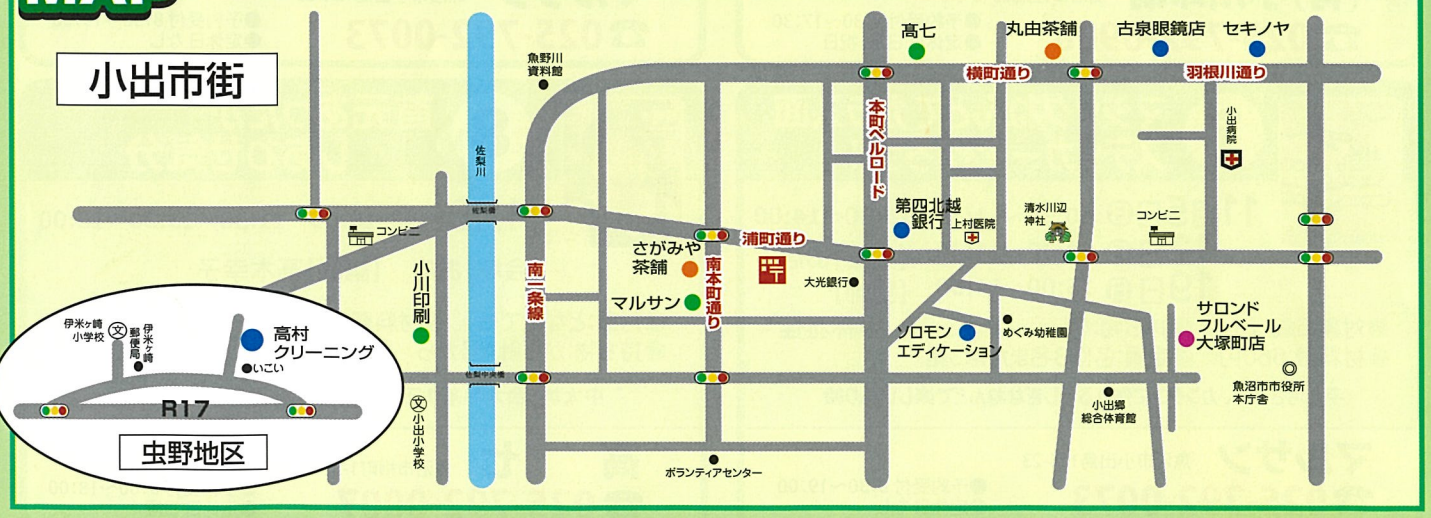 MAP
小出市街
魚野川
資料館
佐梨川
髙七
丸由茶舗
古泉眼鏡店
セキノヤ
横町通り
羽根川通り
本町ベルロード
小出病院
佐梨橋
コンビニ
第四北越
銀行
上村医院
清水川辺
神社
コンビニ
浦町通り
さがみや
茶舗
マルサン
南本町通り
大光銀行
南二条線
小川印刷
佐梨中央橋
小出小学校
ソロモン
エディケーション
めぐみ幼稚園
サロンド
フルベール
大塚町店
魚沼市市役所
本庁舎
小出郷
総合体育館
ボランティアセンター
伊米ヶ崎
小学校
文
伊米ヶ崎
郵便局
高村
クリーニング
いこい
R17
虫野地区
文